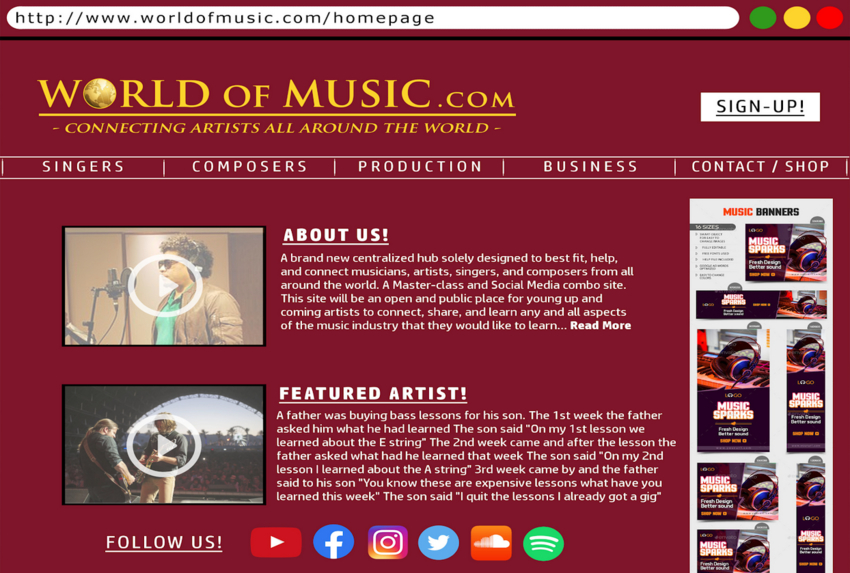 http://www.worldofmusic.com/homepage
WORLD OF MUSIC.COM
- CONNECTING ARTISTS ALL AROUND THE WORLD -
SIGN-UP!
SINGERS
COMPOSERS
PRODUCTION
BUSINESS
CONTACT / SHOP
ABOUT US!
A brand new centralized hub solely designed to best fit, help,
and connect musicians, artists, singers, and composers from all
around the world. A Master-class and Social Media combo site.
This site will be an open and public place for young up and
coming artists to connect, share, and learn any and all aspects
of the music industry that they would like to learn... Read More
FEATURED ARTIST!
A father was buying bass lessons for his son. The 1st week the father
asked him what he had learned The son said "On my 1st lesson we
learned about the E string" The 2nd week came and after the lesson the
father asked what had he learned that week The son said "On my 2nd
lesson I learned about the A string" 3rd week came by and the father
said to his son "You know these are expensive lessons what have you
learned this week" The son said "I quit the lessons I already got a gig"
FOLLOW US!
MUSIC BANNERS
16 SIZES
LOGO
MUSIC
SPARKS
Fresh Design
Better sound
SHOP NOW
LOGO
MUSIC
SPARKS
SHOP NOW
LOGO
MUSIC
SPARKS
Fresh Design
Better sound
SHOP NOW
LOGO
MUSIC
SPARKS
Fresh Design
Better sound
SHOP NOW
LOGO
MUSIC
SPARKS
Fresh Design
Better sound
SHOP NOW
LOGO
MUSIC
SPARKS
Fresh Design
Better sound
SHOP NOW
LOGO
MUSIC
SPARKS
LOGO